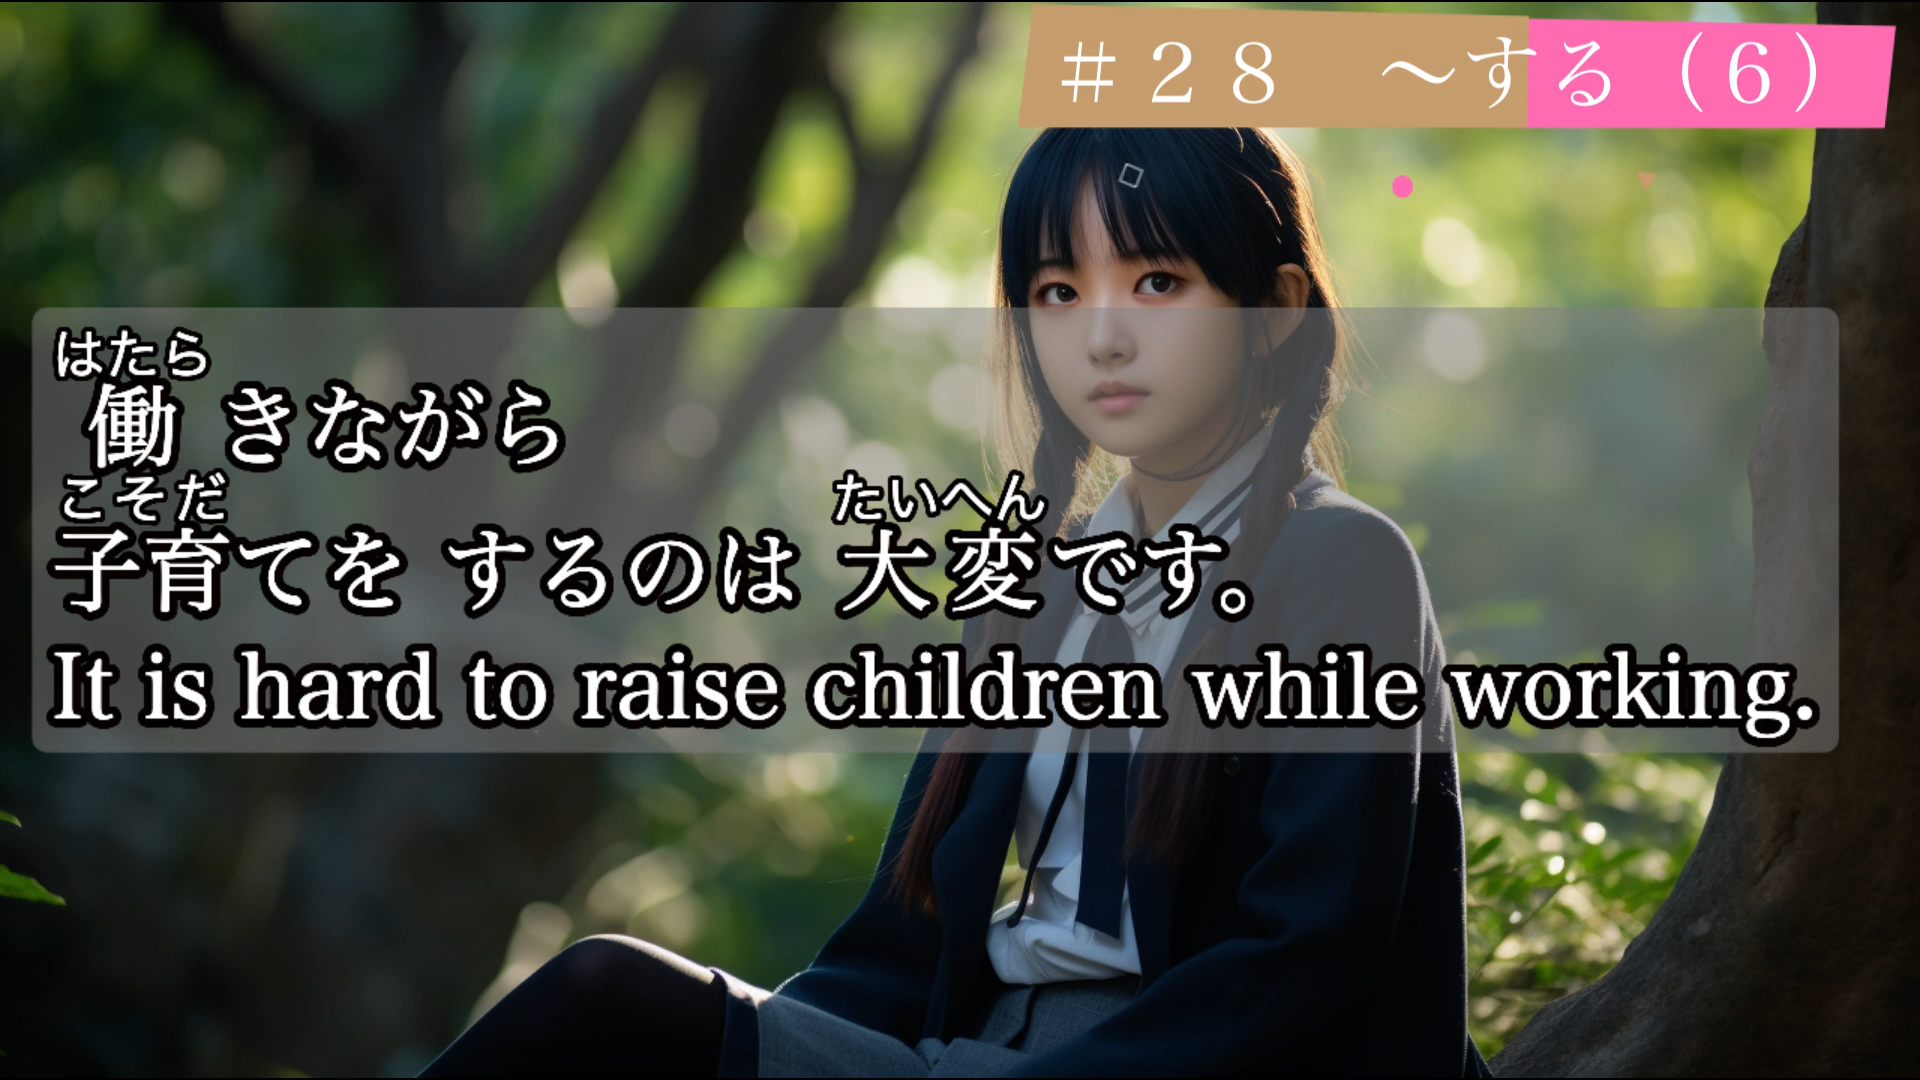 ＃２８　～する（６）
はたら
働きながら
こそだ　たいへん
子育てを するのは 大変です。
It is hard to raise children while working.